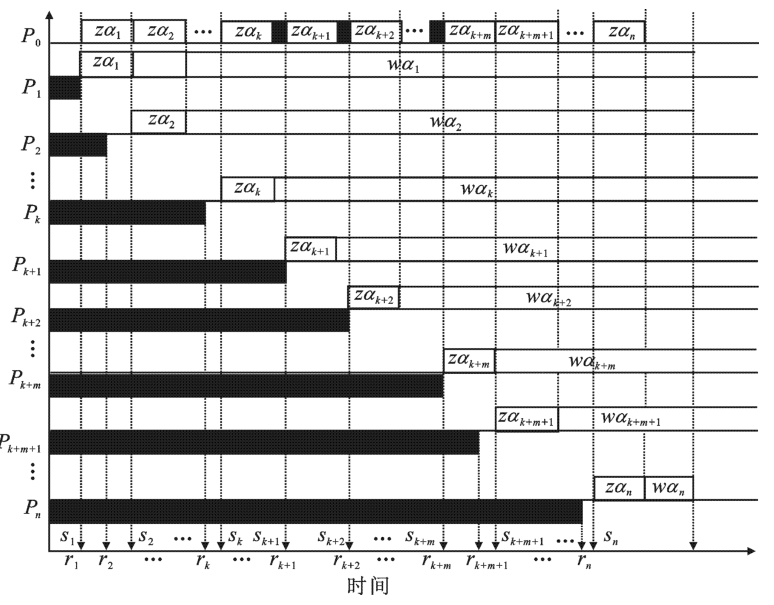 P₀ zα₁ zα₂ ··· zαₖ zαₖ₊₁ zαₖ₊₂ ··· zαₖ₊ₘ zαₖ₊ₘ₊₁ ··· zαₙ
P₁ zα₁ wα₁
P₂ zα₂ wα₂
⋮
Pₖ zαₖ wαₖ
Pₖ₊₁ zαₖ₊₁ wαₖ₊₁
Pₖ₊₂ zαₖ₊₂ wαₖ₊₂
⋮
Pₖ₊ₘ zαₖ₊ₘ wαₖ₊ₘ
Pₖ₊ₘ₊₁ zαₖ₊ₘ₊₁ wαₖ₊ₘ₊₁
⋮
Pₙ zαₙ wαₙ
s₁ s₂ ··· sₖ sₖ₊₁ sₖ₊₂ ··· sₖ₊ₘ sₖ₊ₘ₊₁ ··· sₙ
r₁ r₂ ··· rₖ ··· rₖ₊₁ rₖ₊₂ ··· rₖ₊ₘ rₖ₊ₘ₊₁ ··· rₙ
时间